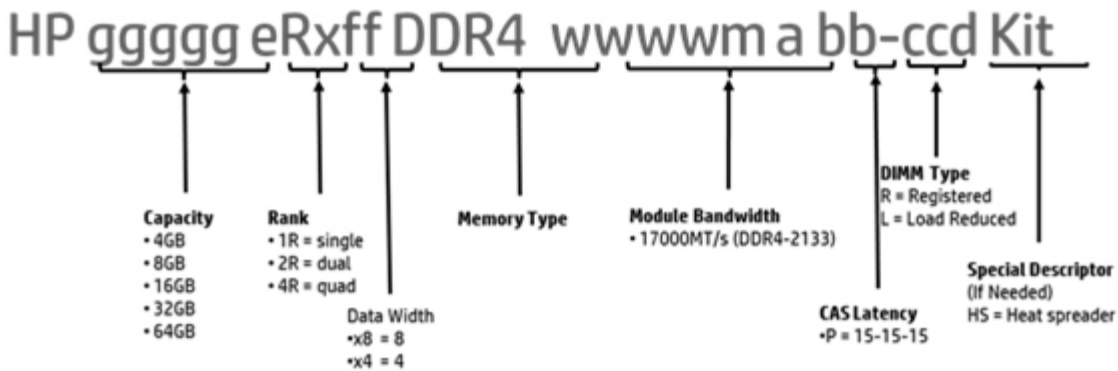 HP ggggg eRxff DDR4 wwwwm a bb-ccd Kit
Capacity
• 4GB
• 8GB
• 16GB
• 32GB
• 64GB
Rank
• 1R = single
• 2R = dual
• 4R = quad
Data Width
•x8 = 8
•x4 = 4
Memory Type
Module Bandwidth
• 17000MT/s (DDR4-2133)
CAS Latency
•P = 15-15-15
DIMM Type
R = Registered
L = Load Reduced
Special Descriptor
(If Needed)
HS = Heat spreader